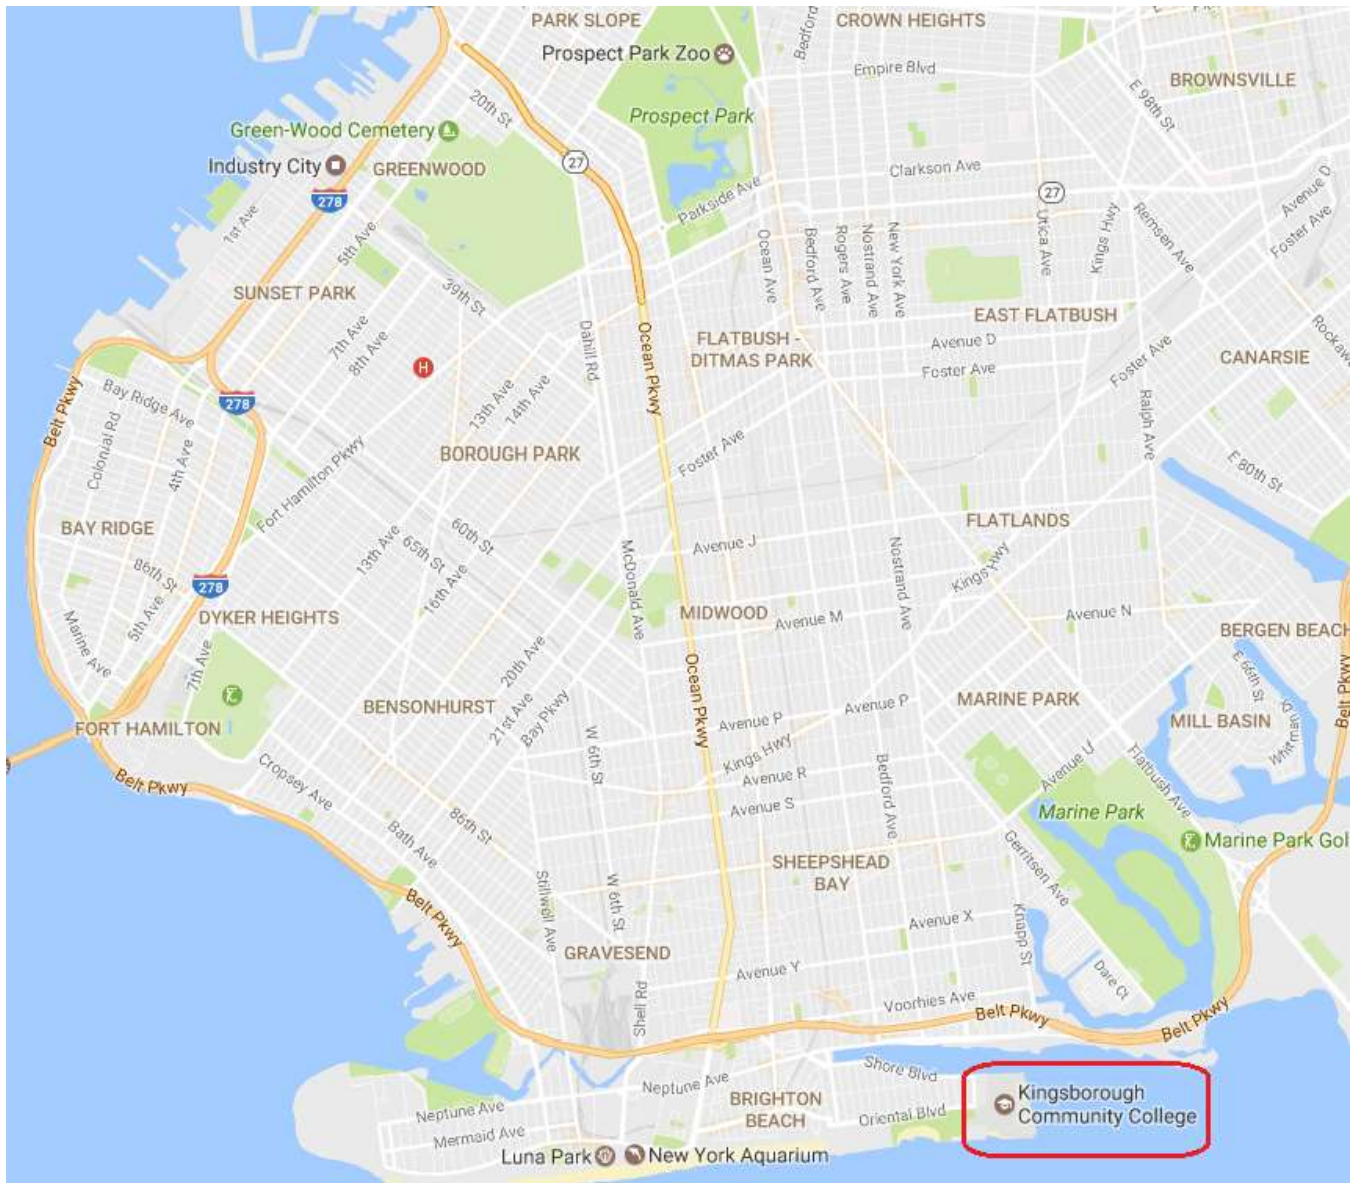 PARK SLOPE
CROWN HEIGHTS
Bedford
Prospect Park Zoo
Empire Blvd
BROWNSVILLE
E 98th St
20th St
Prospect Park
Green-Wood Cemetery
Industry City
GREENWOOD
27
Clarkson Ave
278
27
Parkside Ave
Avenue D
Foster Ave
1st Ave
5th Ave
Utica Ave
Kings Hwy
Remsen Ave
Ocean Ave
Bedford Ave
Rogers Ave
Nostrand Ave
New York Ave
SUNSET PARK
39th St
7th Ave
8th Ave
Dahill Rd
Ocean Pkwy
EAST FLATBUSH
FLATBUSH -
DITMAS PARK
Avenue D
Foster Ave
Foster Ave
CANARSIE
Rockaw
H
Belt Pkwy
Bay Ridge Ave
278
13th Ave
14th Ave
Colonial Rd
4th Ave
Fort Hamilton Pkwy
BOROUGH PARK
Foster Ave
Ralph Ave
E 80th St
BAY RIDGE
60th St
65th St
13th Ave
16th Ave
FLATLANDS
Avenue J
Nostrand Ave
Kings Hwy
McDonald Ave
86th St
278
5th Ave
DYKER HEIGHTS
MIDWOOD
Avenue M
Avenue N
BERGEN BEACH
Marine Ave
7th Ave
20th Ave
Ocean Pkwy
E 66th St
Belt Pkwy
BENSONHURST
21st Ave
Bay Pkwy
Avenue P
Avenue P
MARINE PARK
MILL BASIN
Whitman Dr
FORT HAMILTON
W 6th St
Kings Hwy
Avenue U
Flatbush Ave
Belt Pkwy
Cropsey Ave
Avenue R
Bedford Ave
Avenue S
Marine Park
Bath Ave
86th St
Marine Park Gol
SHEEPSHEAD
BAY
Gerritsen Ave
Belt Pkwy
Stillwell Ave
W 6th St
Avenue X
Knapp St
GRAVESEND
Avenue Y
Dare Ct
Shell Rd
Voorhies Ave
Belt Pkwy
Belt Pkwy
Shore Blvd
Neptune Ave
Neptune Ave
BRIGHTON
BEACH
Oriental Blvd
Kingsborough
Community College
Mermaid Ave
Luna Park
New York Aquarium